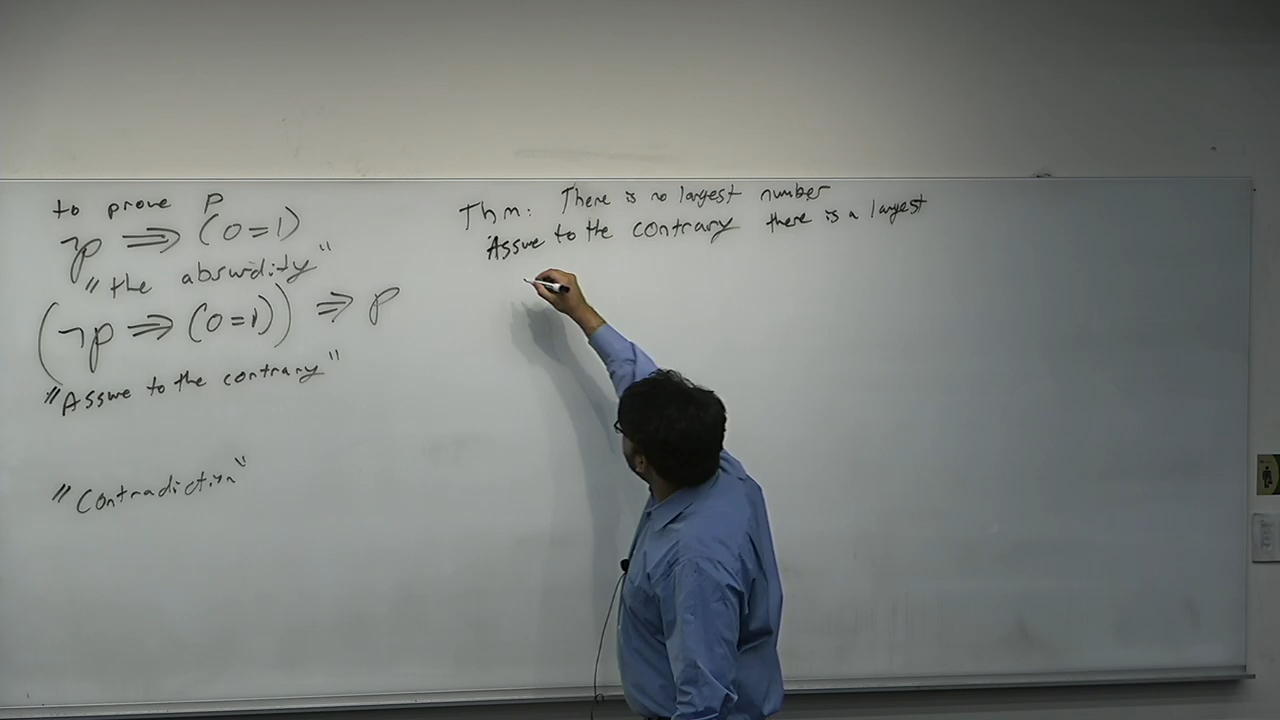 to prove P
¬p ⟹ (0=1)
"the absurdity"
(¬p ⟹ (0=1)) ⟹ p
"Assume to the contrary"
"Contradiction"
Thm: There is no largest number
Assume to the contrary there is a largest